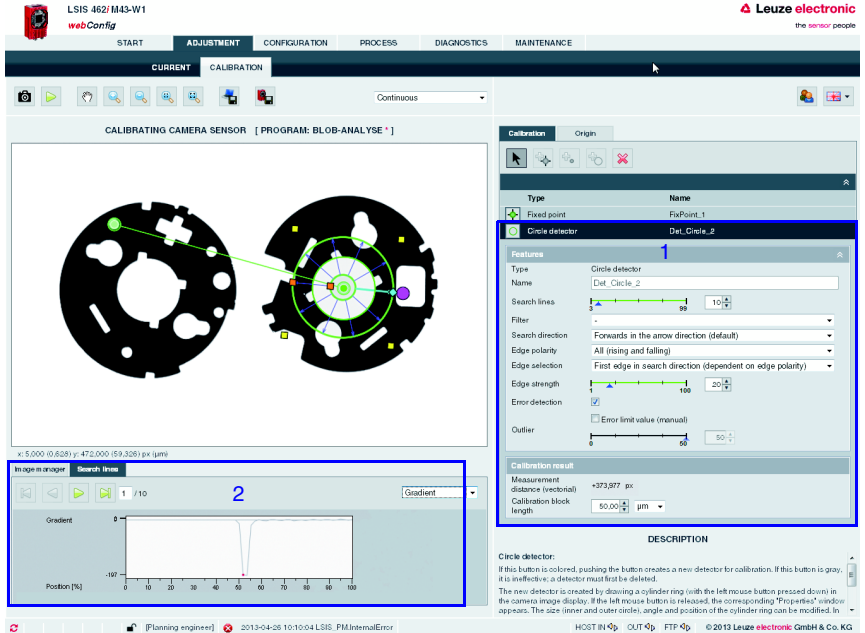 LSIS 462i M43-W1
webConfig
Leuze electronic
the sensor people
START ADJUSTMENT CONFIGURATION PROCESS DIAGNOSTICS MAINTENANCE
CURRENT CALIBRATION
Continuous
CALIBRATING CAMERA SENSOR [ PROGRAM: BLOB-ANALYSE * ]
x: 5,000 (0,628) y: 472,000 (59,326) px (µm)
Image manager Search lines
1 / 10
2
Gradient
Gradient
0
-197
Position [%]
0 10 20 30 40 50 60 70 80 90 100
Calibration Origin
Type Name
Fixed point FixPoint_1
Circle detector Det_Circle_2
1
Features
Type Circle detector
Name Det_Circle_2
Search lines 3 99 10
Filter -
Search direction Forwards in the arrow direction (default)
Edge polarity All (rising and falling)
Edge selection First edge in search direction (dependent on edge polarity)
Edge strength 1 100 20
Error detection
Error limit value (manual)
Outlier 0 50 50
Calibration result
Measurement
distance (vectorial) +373,977 px
Calibration block
length 50,00 µm
DESCRIPTION
Circle detector:
If this button is colored, pushing the button creates a new detector for calibration. If this button is gray,
it is ineffective; a detector must first be deleted.
The new detector is created by drawing a cylinder ring (with the left mouse button pressed down) in
the camera image display. If the left mouse button is released, the corresponding "Properties" window
appears. The size (inner and outer circle), angle and position of the cylinder ring can be modified. In
[Planning engineer] 2013-04-26 10:10:04 LSIS_PM.InternalError
HOST IN OUT FTP © 2013 Leuze electronic GmbH & Co. KG